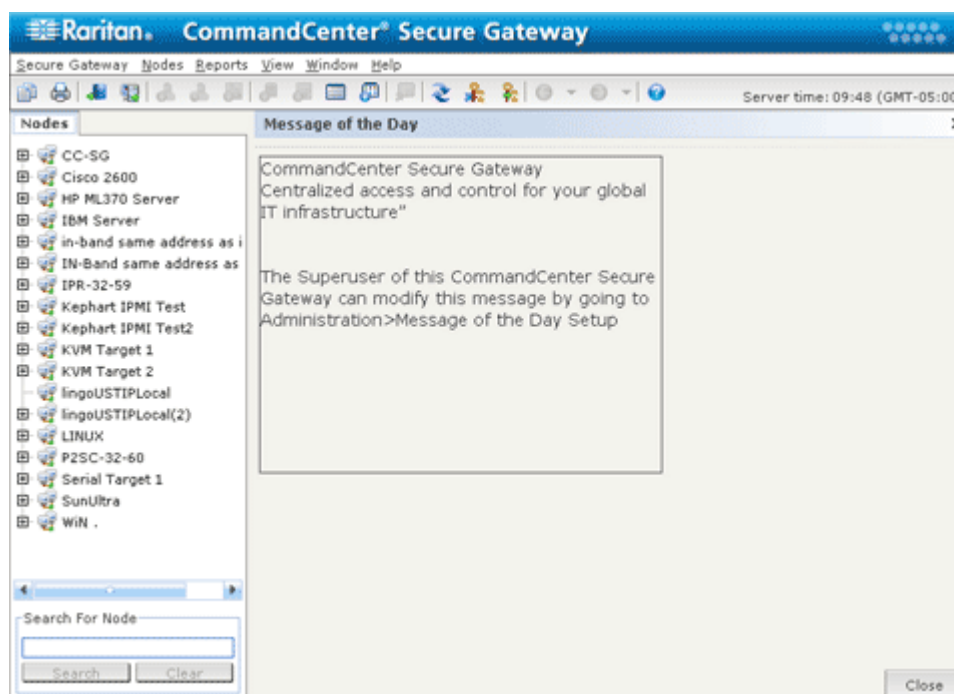 Raritan. CommandCenter® Secure Gateway
Secure Gateway Nodes Reports View Window Help
Server time: 09:48 (GMT-05:00
Nodes
Message of the Day
CC-SG
Cisco 2600
HP ML370 Server
IBM Server
in-band same address as i
IN-Band same address as
IPR-32-59
Kephart IPMI Test
Kephart IPMI Test2
KVM Target 1
KVM Target 2
lingoUSTIPLocal
lingoUSTIPLocal(2)
LINUX
P2SC-32-60
Serial Target 1
SunUltra
WiN .
CommandCenter Secure Gateway
Centralized access and control for your global
IT infrastructure"
The Superuser of this CommandCenter Secure
Gateway can modify this message by going to
Administration>Message of the Day Setup
Search For Node
Search Clear
Close